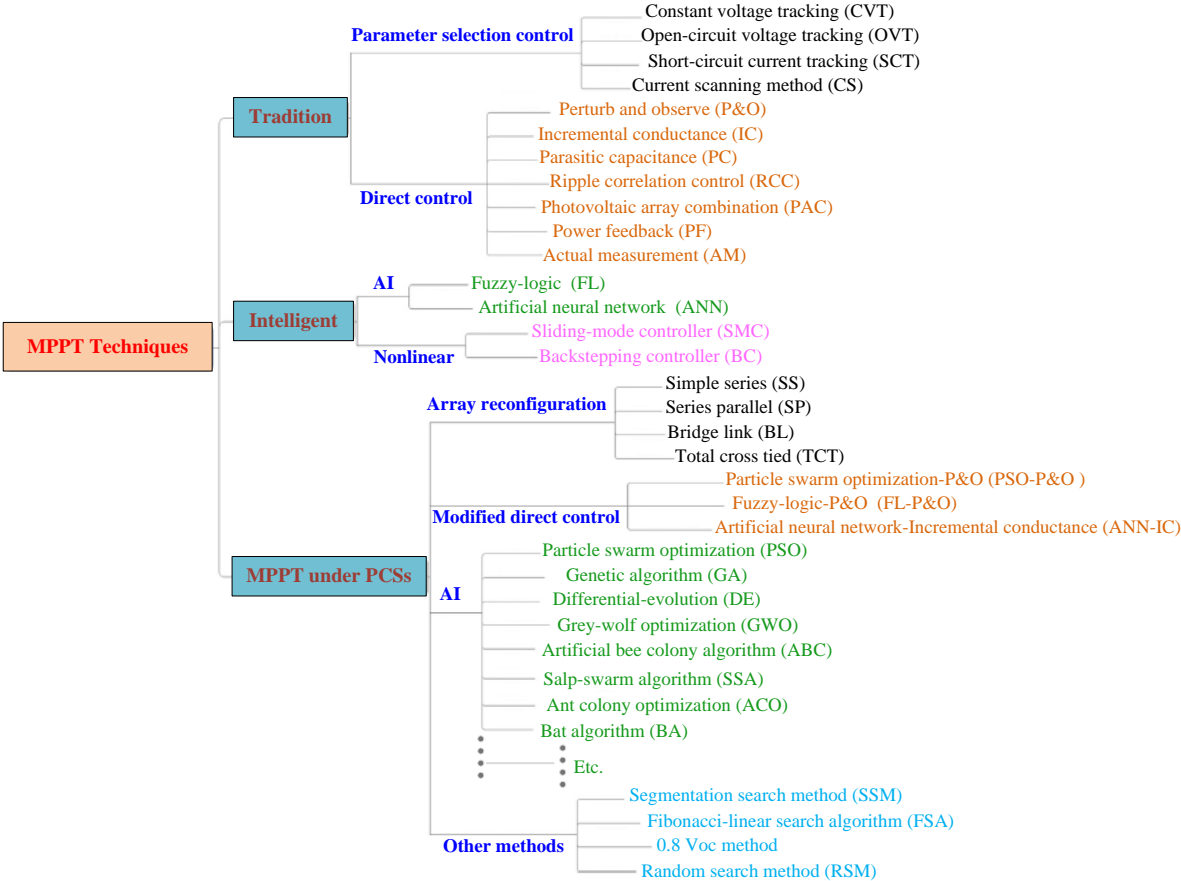 MPPT Techniques
Tradition
Parameter selection control
Constant voltage tracking (CVT)
Open-circuit voltage tracking (OVT)
Short-circuit current tracking (SCT)
Current scanning method (CS)
Direct control
Perturb and observe (P&O)
Incremental conductance (IC)
Parasitic capacitance (PC)
Ripple correlation control (RCC)
Photovoltaic array combination (PAC)
Power feedback (PF)
Actual measurement (AM)
Intelligent
AI
Fuzzy-logic (FL)
Artificial neural network (ANN)
Nonlinear
Sliding-mode controller (SMC)
Backstepping controller (BC)
MPPT under PCSs
Array reconfiguration
Simple series (SS)
Series parallel (SP)
Bridge link (BL)
Total cross tied (TCT)
Modified direct control
Particle swarm optimization-P&O (PSO-P&O )
Fuzzy-logic-P&O (FL-P&O)
Artificial neural network-Incremental conductance (ANN-IC)
AI
Particle swarm optimization (PSO)
Genetic algorithm (GA)
Differential-evolution (DE)
Grey-wolf optimization (GWO)
Artificial bee colony algorithm (ABC)
Salp-swarm algorithm (SSA)
Ant colony optimization (ACO)
Bat algorithm (BA)
Etc.
Other methods
Segmentation search method (SSM)
Fibonacci-linear search algorithm (FSA)
0.8 Voc method
Random search method (RSM)